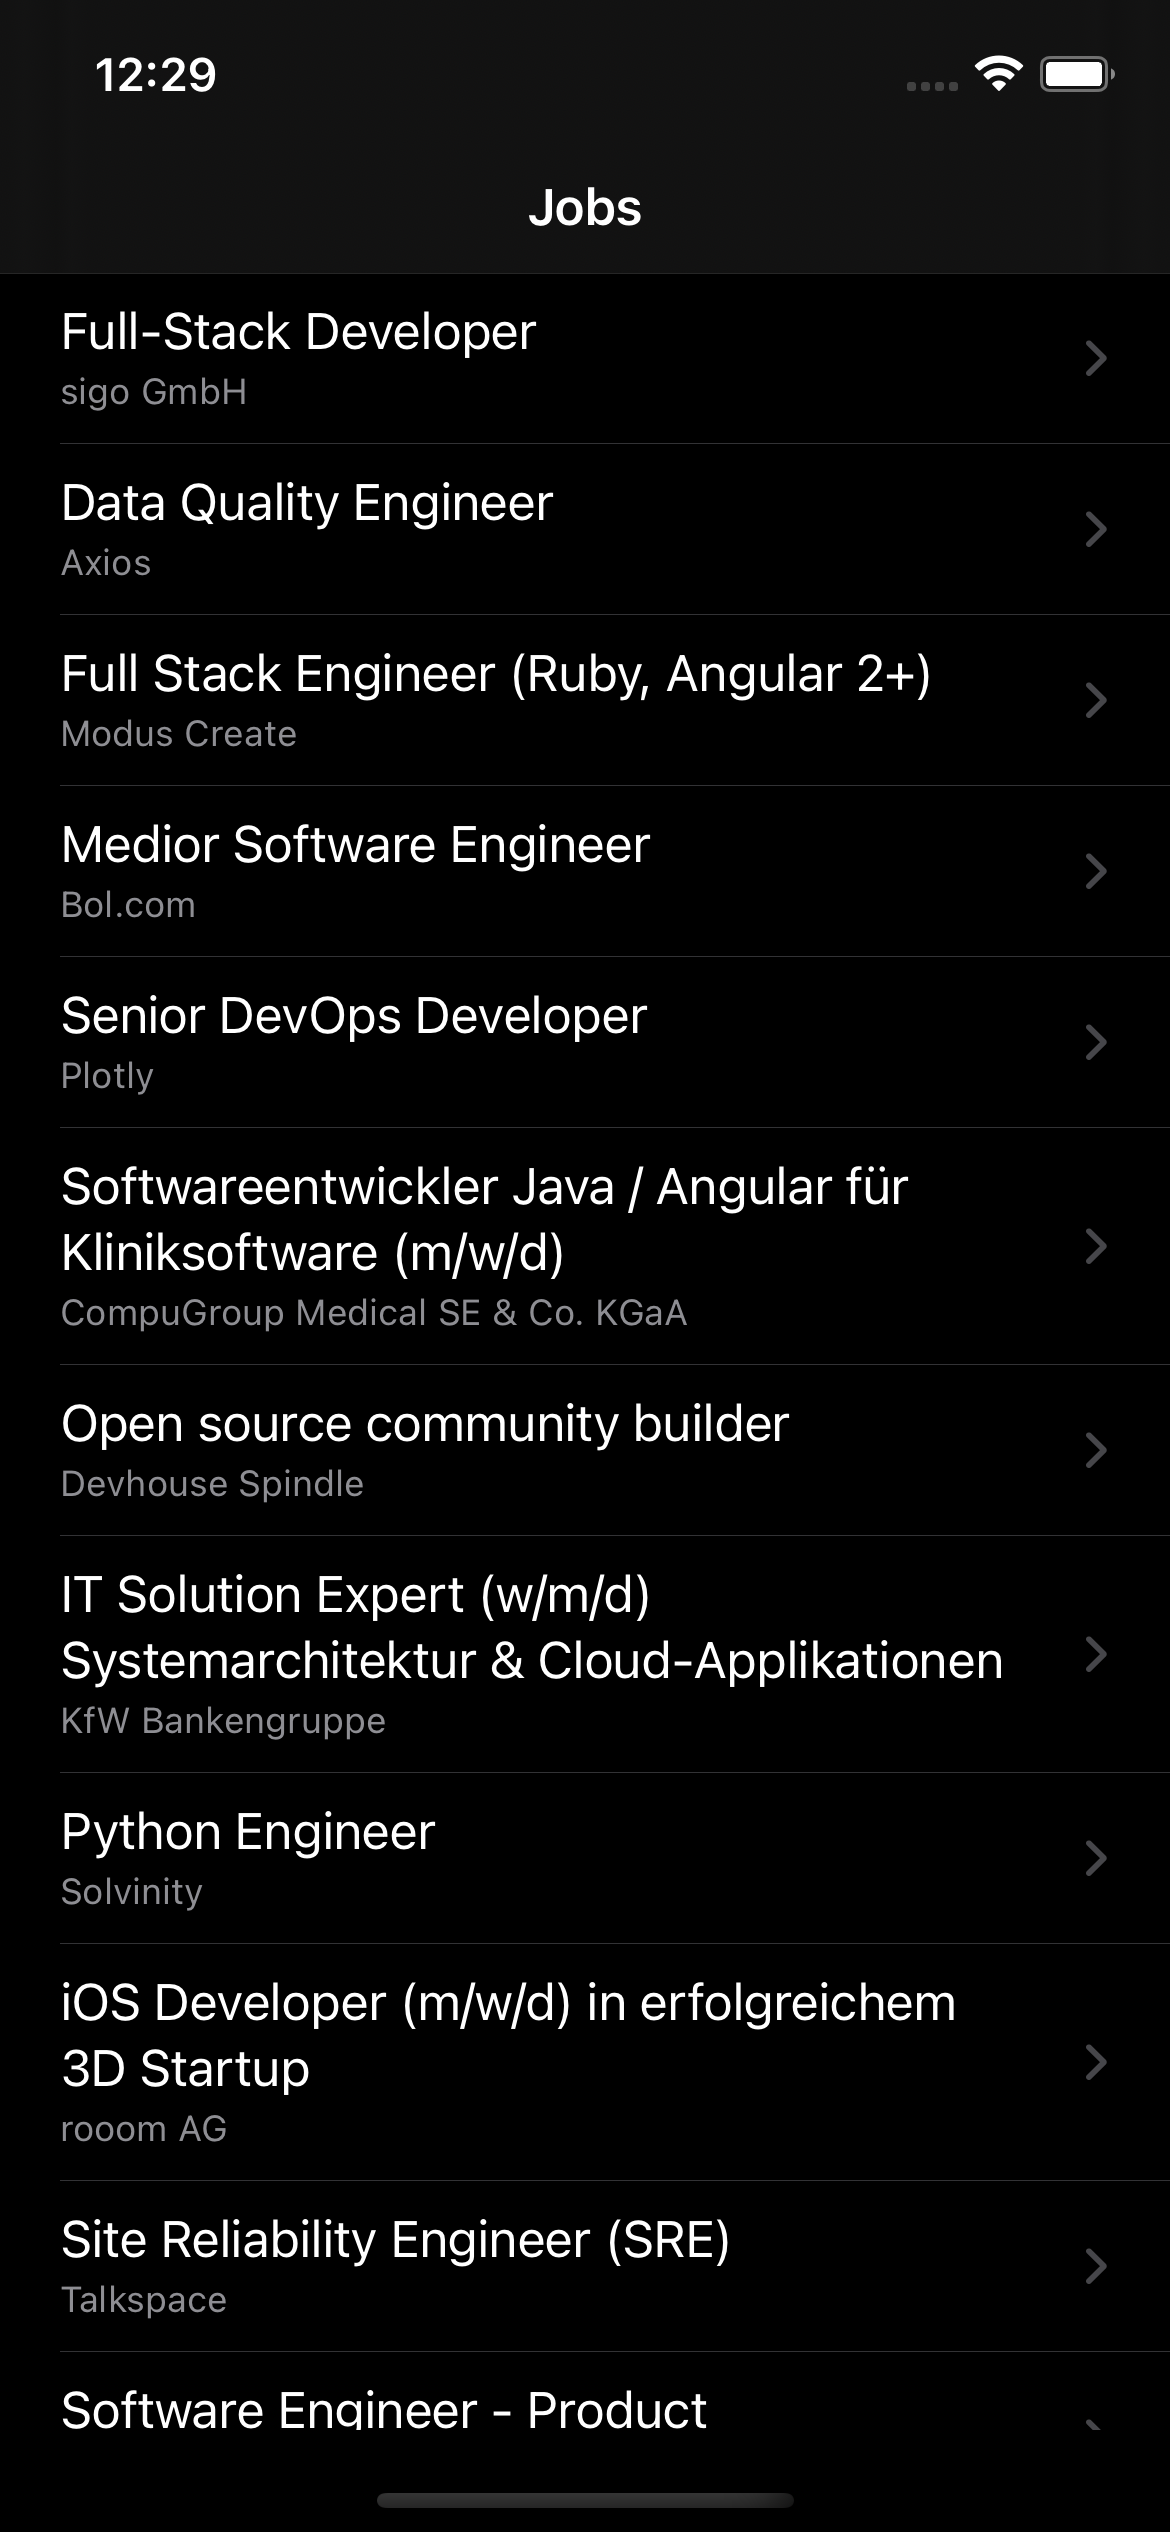 12:29
Jobs
Full-Stack Developer
sigo GmbH
Data Quality Engineer
Axios
Full Stack Engineer (Ruby, Angular 2+)
Modus Create
Medior Software Engineer
Bol.com
Senior DevOps Developer
Plotly
Softwareentwickler Java / Angular für
Kliniksoftware (m/w/d)
CompuGroup Medical SE & Co. KGaA
Open source community builder
Devhouse Spindle
IT Solution Expert (w/m/d)
Systemarchitektur & Cloud-Applikationen
KfW Bankengruppe
Python Engineer
Solvinity
iOS Developer (m/w/d) in erfolgreichem
3D Startup
rooom AG
Site Reliability Engineer (SRE)
Talkspace
Software Engineer - Product